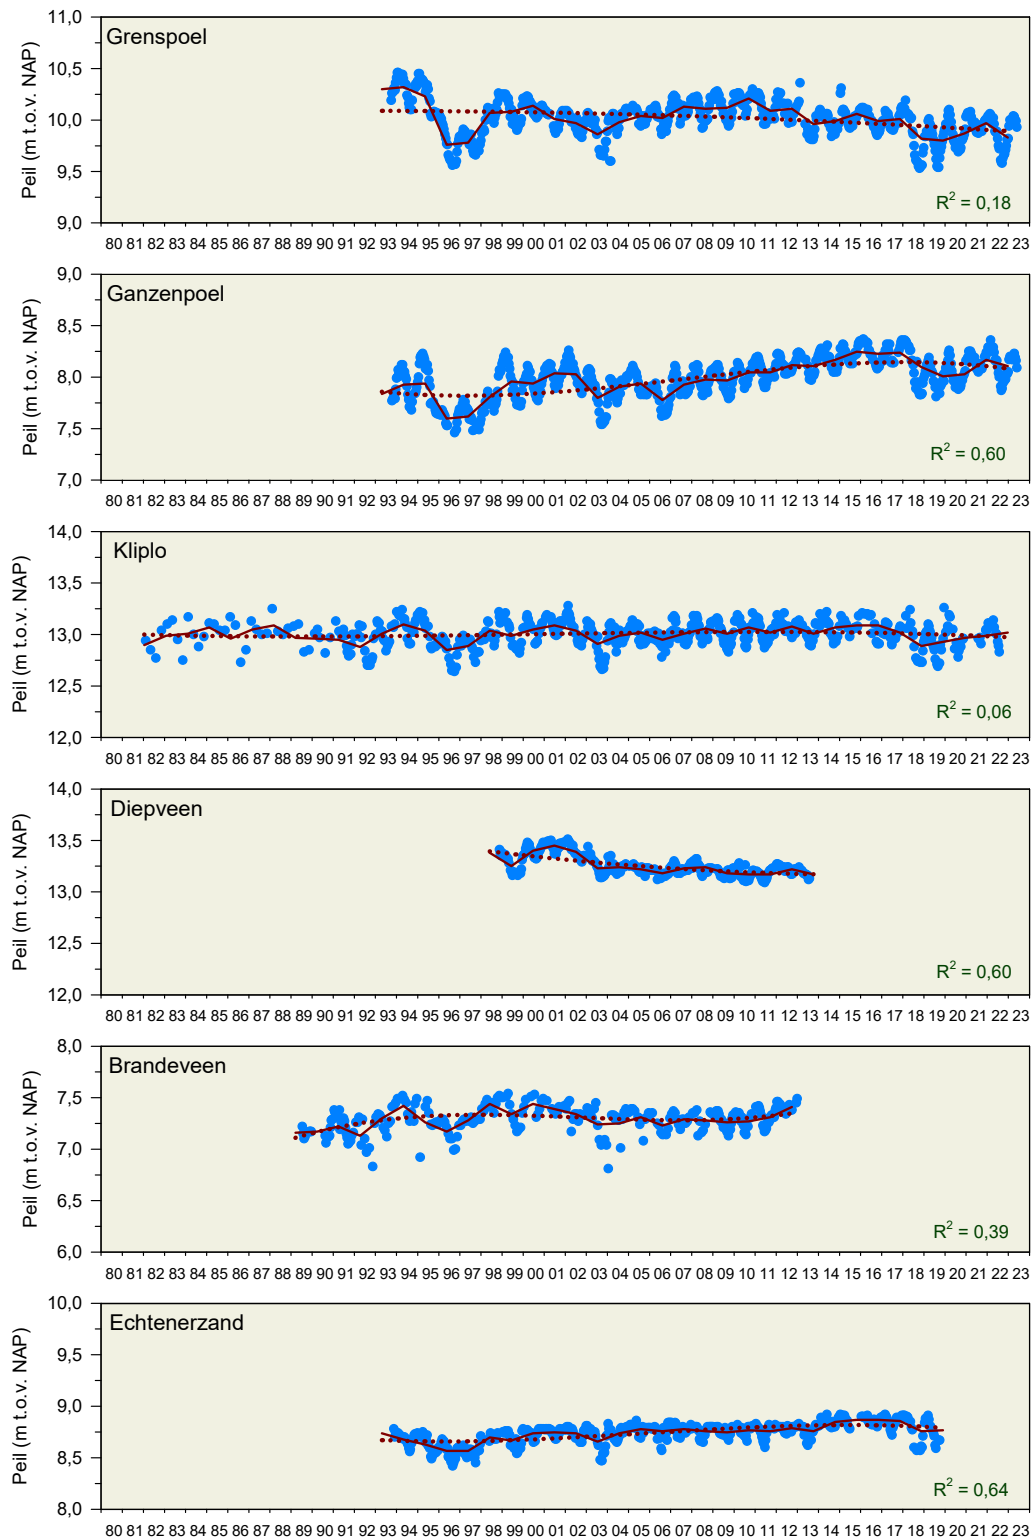 Grenspoel
Peil (m t.o.v. NAP)
11,0
10,5
10,0
9,5
9,0
R² = 0,18
80 81 82 83 84 85 86 87 88 89 90 91 92 93 94 95 96 97 98 99 00 01 02 03 04 05 06 07 08 09 10 11 12 13 14 15 16 17 18 19 20 21 22 23
Ganzenpoel
Peil (m t.o.v. NAP)
9,0
8,5
8,0
7,5
7,0
R² = 0,60
80 81 82 83 84 85 86 87 88 89 90 91 92 93 94 95 96 97 98 99 00 01 02 03 04 05 06 07 08 09 10 11 12 13 14 15 16 17 18 19 20 21 22 23
Kliplo
Peil (m t.o.v. NAP)
14,0
13,5
13,0
12,5
12,0
R² = 0,06
80 81 82 83 84 85 86 87 88 89 90 91 92 93 94 95 96 97 98 99 00 01 02 03 04 05 06 07 08 09 10 11 12 13 14 15 16 17 18 19 20 21 22 23
Diepveen
Peil (m t.o.v. NAP)
14,0
13,5
13,0
12,5
12,0
R² = 0,60
80 81 82 83 84 85 86 87 88 89 90 91 92 93 94 95 96 97 98 99 00 01 02 03 04 05 06 07 08 09 10 11 12 13 14 15 16 17 18 19 20 21 22 23
Brandeveen
Peil (m t.o.v. NAP)
8,0
7,5
7,0
6,5
6,0
R² = 0,39
80 81 82 83 84 85 86 87 88 89 90 91 92 93 94 95 96 97 98 99 00 01 02 03 04 05 06 07 08 09 10 11 12 13 14 15 16 17 18 19 20 21 22 23
Echtenerzand
Peil (m t.o.v. NAP)
10,0
9,5
9,0
8,5
8,0
R² = 0,64
80 81 82 83 84 85 86 87 88 89 90 91 92 93 94 95 96 97 98 99 00 01 02 03 04 05 06 07 08 09 10 11 12 13 14 15 16 17 18 19 20 21 22 23